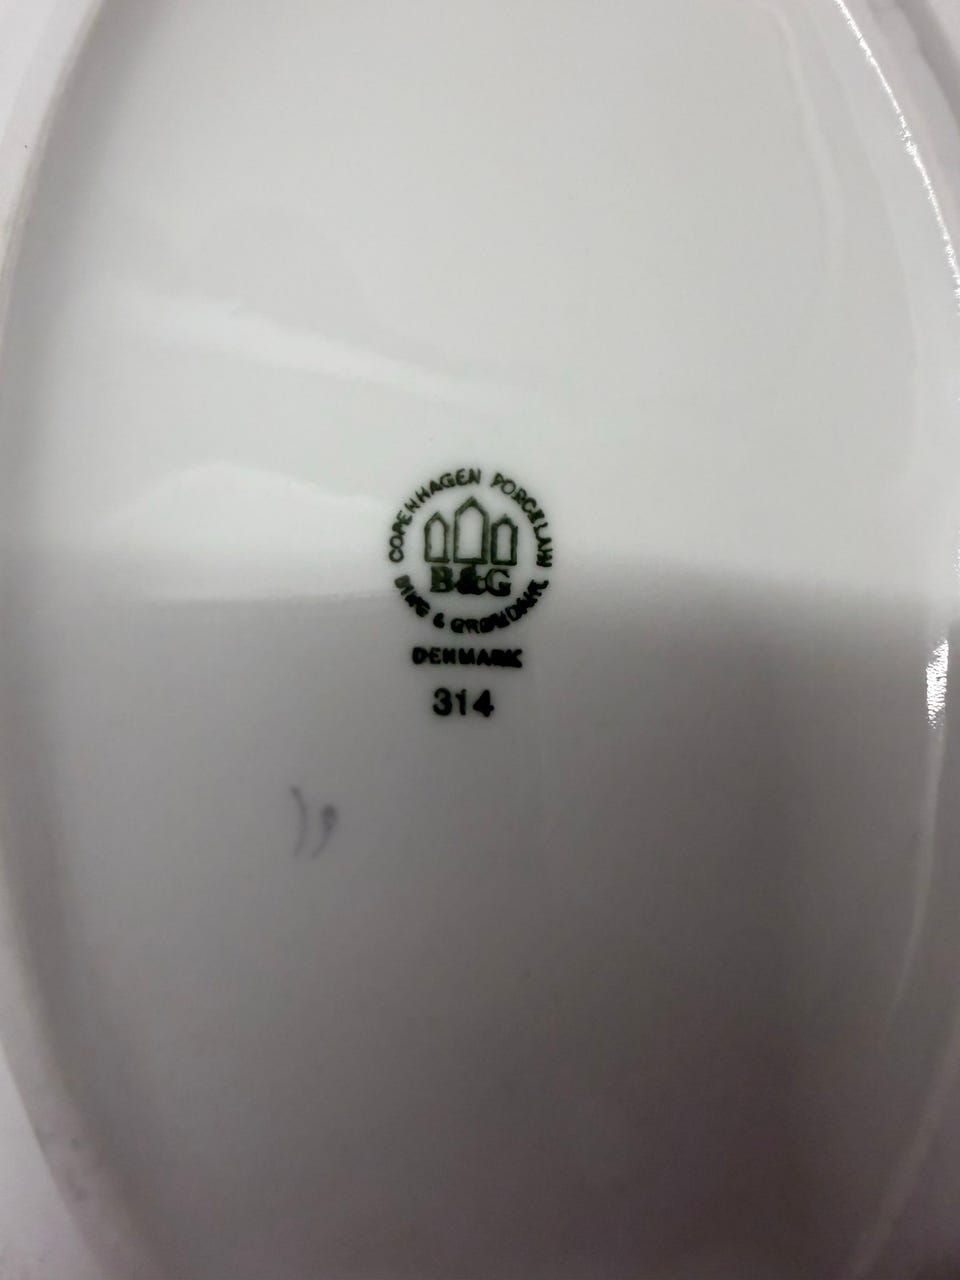 COPENHAGEN PORCELAIN
B&G
BING & GRØNDAHL
DENMARK
314